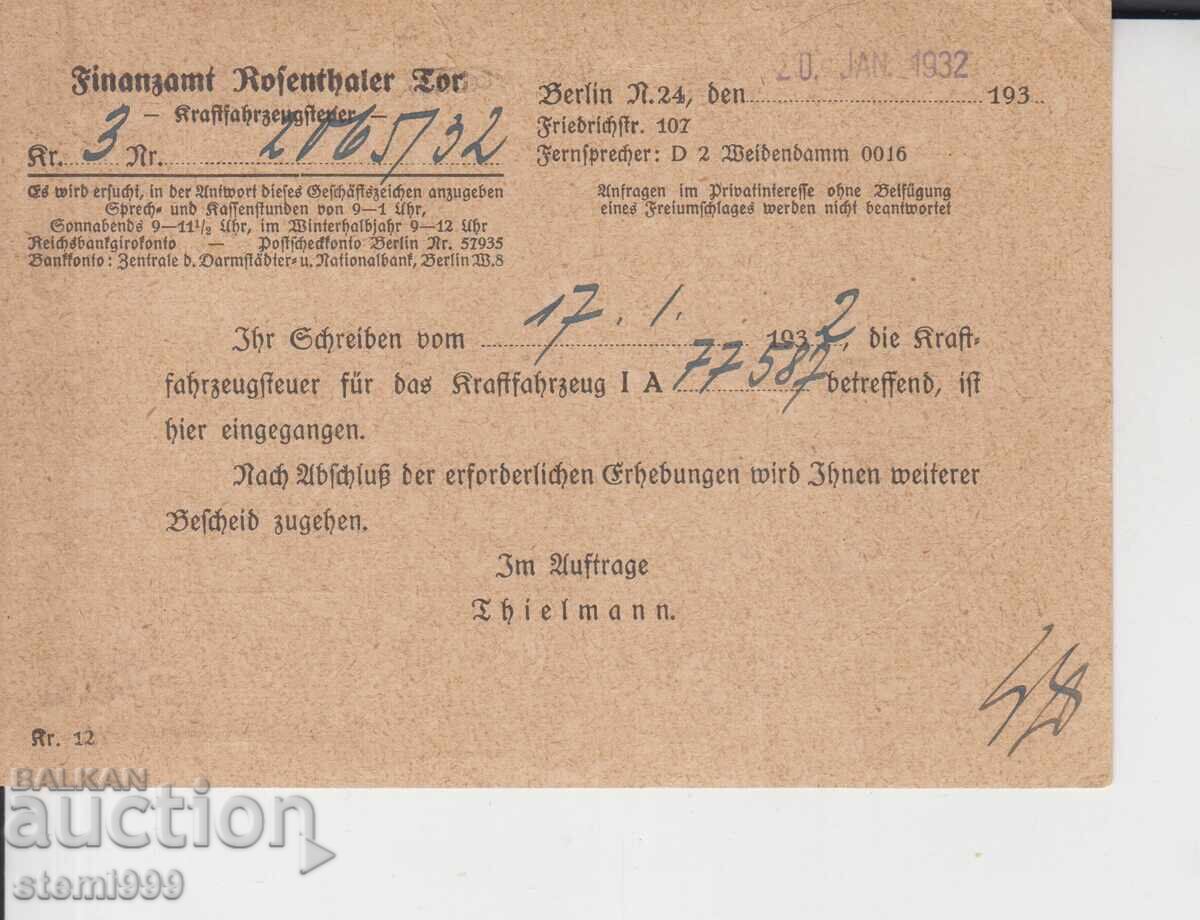 Finanzamt Rosenthaler Tor
— Kraftfahrzeugsteuer —
Kr. 3 Nr. 2065/32
Es wird ersucht, in der Antwort dieses Geschäftszeichen anzugeben
Sprech- und Kassenstunden von 9—1 Uhr,
Sonnabends 9—11½ Uhr, im Winterhalbjahr 9—12 Uhr
Reichsbankgirokonto — Postscheckkonto Berlin Nr. 57935
Bankkonto: Zentrale d. Darmstädter- u. Nationalbank, Berlin W.8
20. JAN. 1932
Berlin N.24, den 193
Friedrichstr. 107
Fernsprecher: D 2 Weidendamm 0016
Anfragen im Privatinteresse ohne Beifügung
eines Freiumschlages werden nicht beantwortet
Ihr Schreiben vom 17. 1. 1932, die Kraft-
fahrzeugsteuer für das Kraftfahrzeug I A 77587 betreffend, ist
hier eingegangen.
Nach Abschluß der erforderlichen Erhebungen wird Ihnen weiterer
Bescheid zugehen.
Im Auftrage
Thielmann.
Kr. 12
BALKAN
auction
stemi999